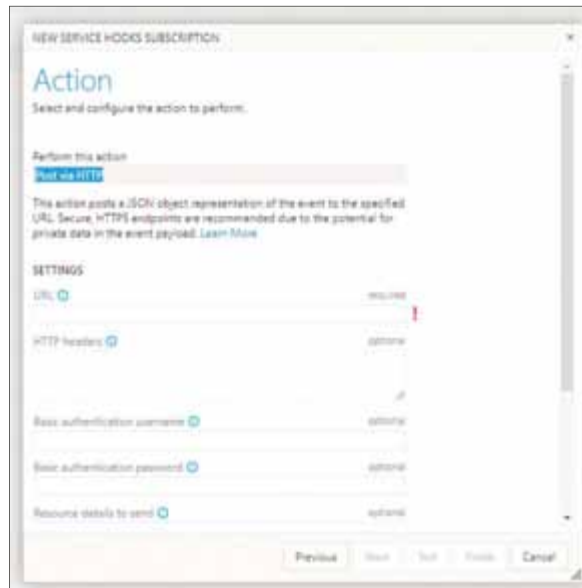 NEW SERVICE HOOKS SUBSCRIPTION
×
Action
Select and configure the action to perform.
Perform this action
Post via HTTP
This action posts a JSON object representation of the event to the specified
URL. Secure, HTTPS endpoints are recommended due to the potential for
private data in the event payload. Learn More
SETTINGS
URL required
!
HTTP headers optional
Basic authentication username optional
Basic authentication password optional
Resource details to send optional
Previous Next Test Finish Cancel